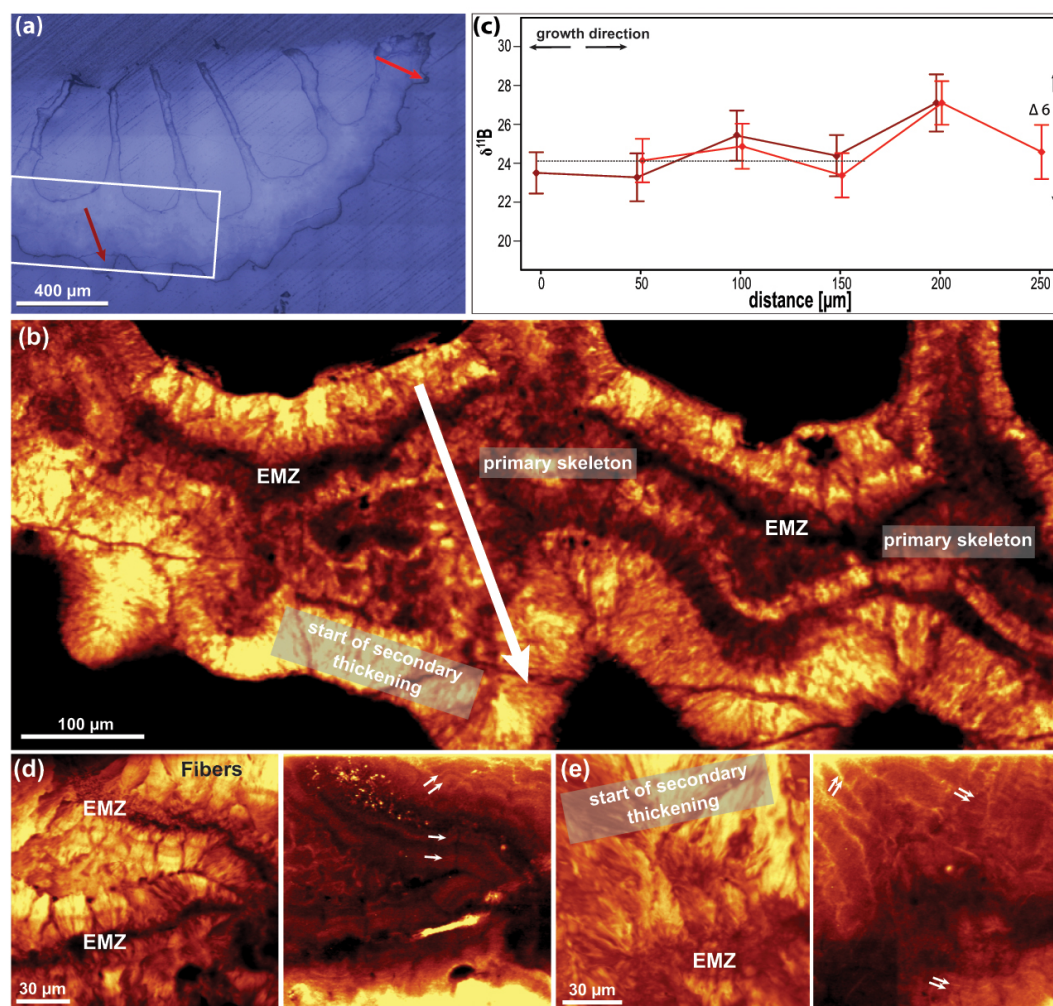 (a)
400 µm
(c)
growth direction
30
28
26
24
22
20
δ¹¹B
Δ 6
0
50
100
150
200
250
distance [µm]
(b)
EMZ
primary skeleton
EMZ
primary skeleton
start of secondary
thickening
100 µm
(d)
Fibers
EMZ
EMZ
30 µm
(e)
start of secondary
thickening
EMZ
30 µm